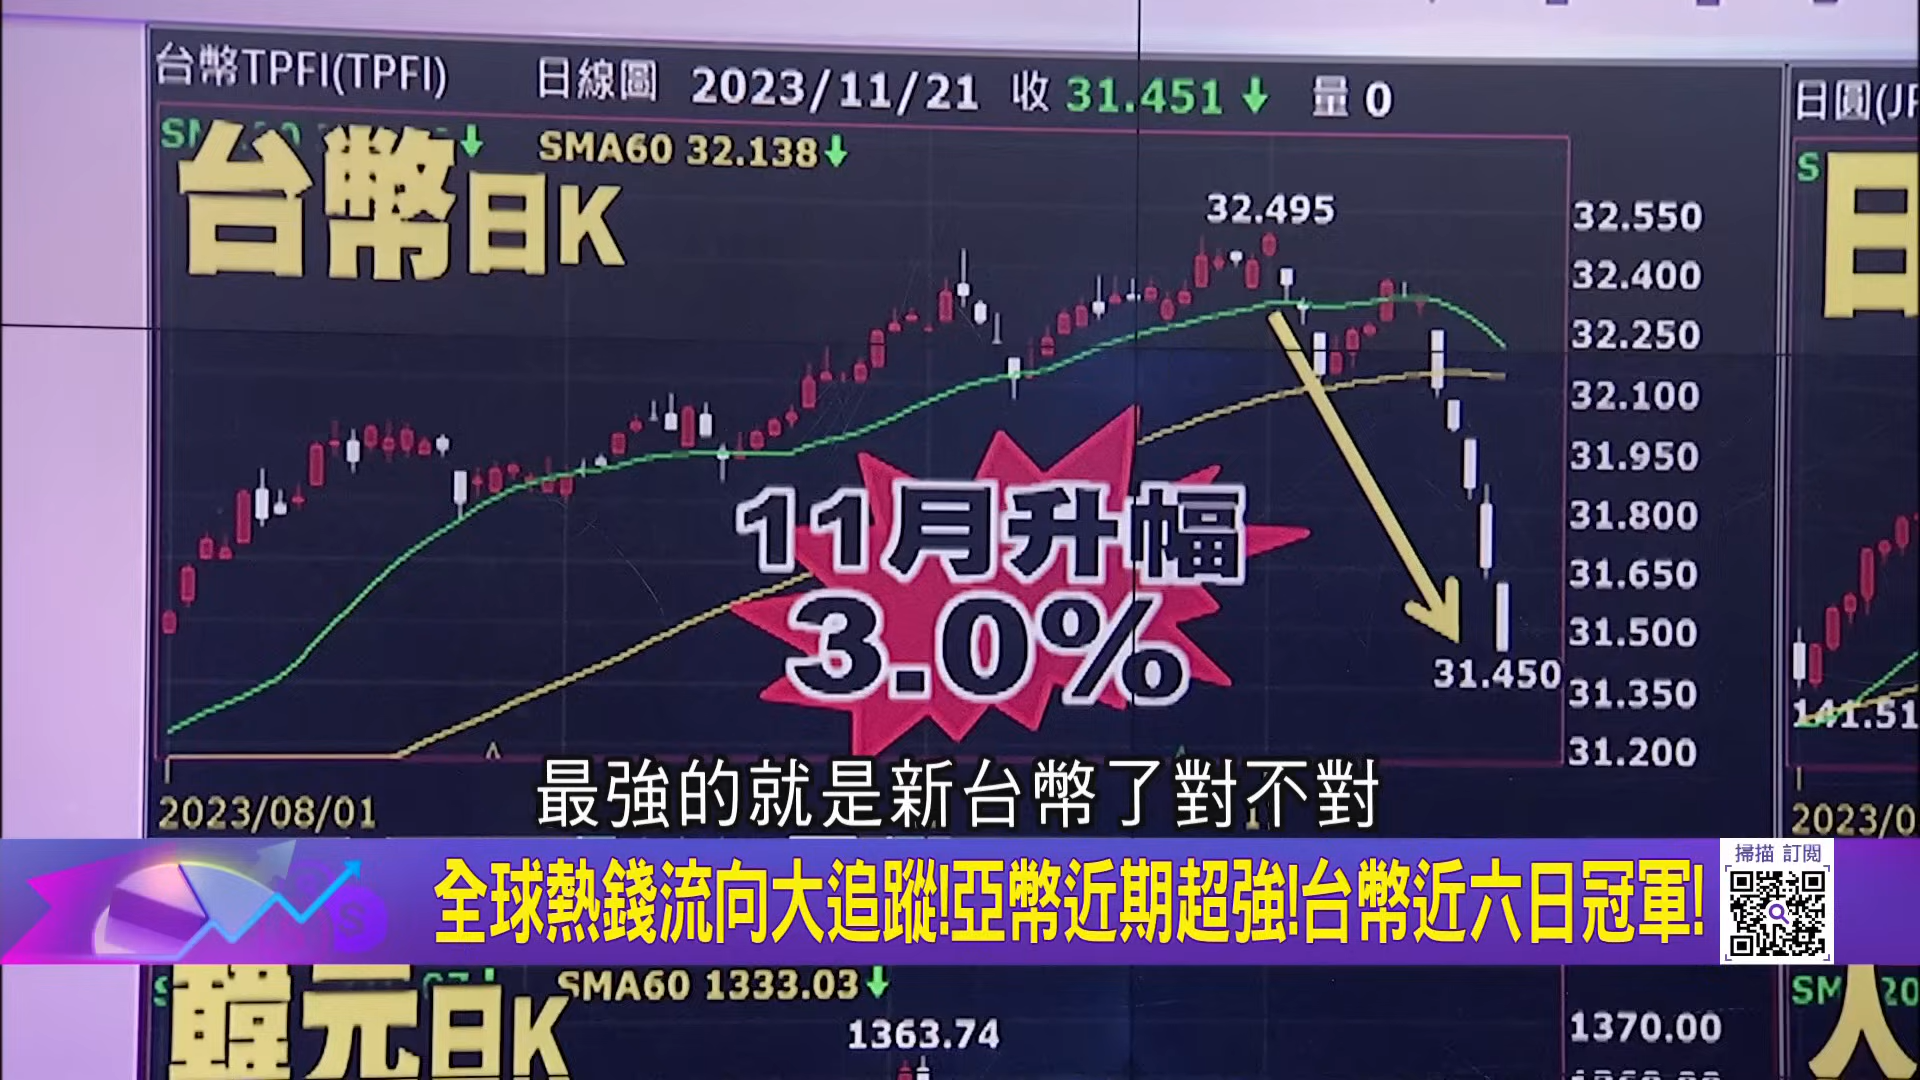 台幣TPFI(TPFI) 日線圖 2023/11/21 收 31.451↓ 量 0
日圓(JP
SMA60 32.138↓
台幣日K
日
32.495
32.550
32.400
32.250
32.100
31.950
31.800
31.650
31.500
31.350
31.200
11月升幅
3.0%
31.450
141.51
2023/08/01
2023/0
最強的就是新台幣了對不對
全球熱錢流向大追蹤!亞幣近期超強!台幣近六日冠軍!
掃描 訂閱
SMA60 1333.03↓
韓元日K
1363.74
1370.00
人